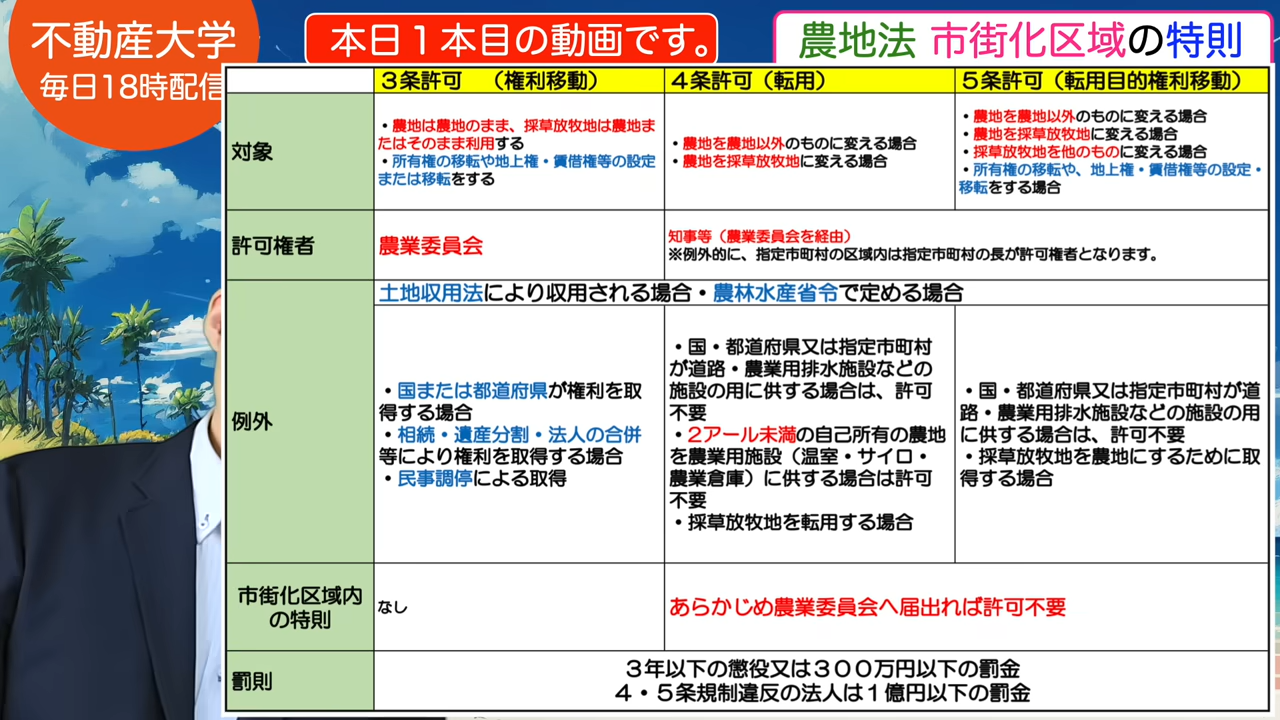 不動産大学
毎日18時配信
本日1本目の動画です。
農地法 市街化区域の特則
3条許可 （権利移動）
4条許可（転用）
5条許可（転用目的権利移動）
対象
・農地は農地のまま、採草放牧地は農地ま
たはそのまま利用する
・所有権の移転や地上権・賃借権等の設定
または移転をする
・農地を農地以外のものに変える場合
・農地を採草放牧地に変える場合
・農地を農地以外のものに変える場合
・農地を採草放牧地に変える場合
・採草放牧地を他のものに変える場合
・所有権の移転や、地上権・賃借権等の設定・
移転をする場合
許可権者
農業委員会
知事等（農業委員会を経由）
※例外的に、指定市町村の区域内は指定市町村の長が許可権者となります。
例外
土地収用法により収用される場合・農林水産省令で定める場合
・国または都道府県が権利を取
得する場合
・相続・遺産分割・法人の合併
等により権利を取得する場合
・民事調停による取得
・国・都道府県又は指定市町村
が道路・農業用排水施設などの
施設の用に供する場合は、許可
不要
・2アール未満の自己所有の農地
を農業用施設（温室・サイロ・
農業倉庫）に供する場合は許可
不要
・採草放牧地を転用する場合
・国・都道府県又は指定市町村が道
路・農業用排水施設などの施設の用
に供する場合は、許可不要
・採草放牧地を農地にするために取
得する場合
市街化区域内
の特則
なし
あらかじめ農業委員会へ届出れば許可不要
罰則
3年以下の懲役又は300万円以下の罰金
4・5条規制違反の法人は1億円以下の罰金